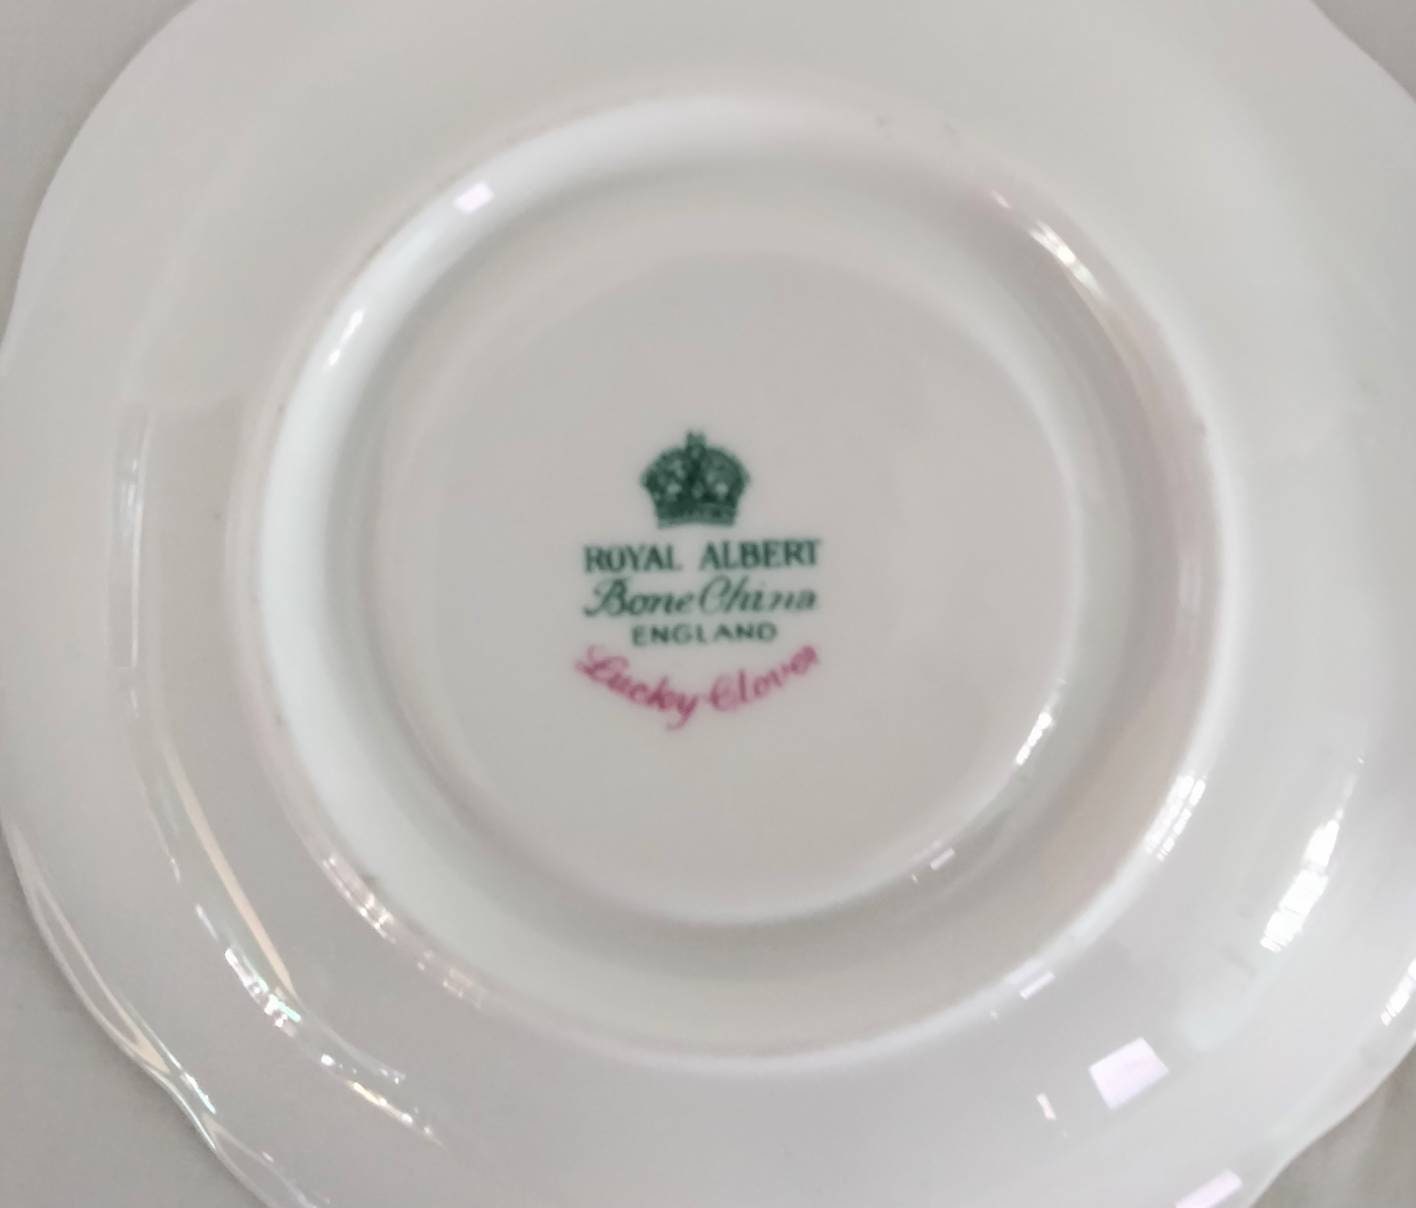 ROYAL ALBERT
Bone China
ENGLAND
Lucky Clover